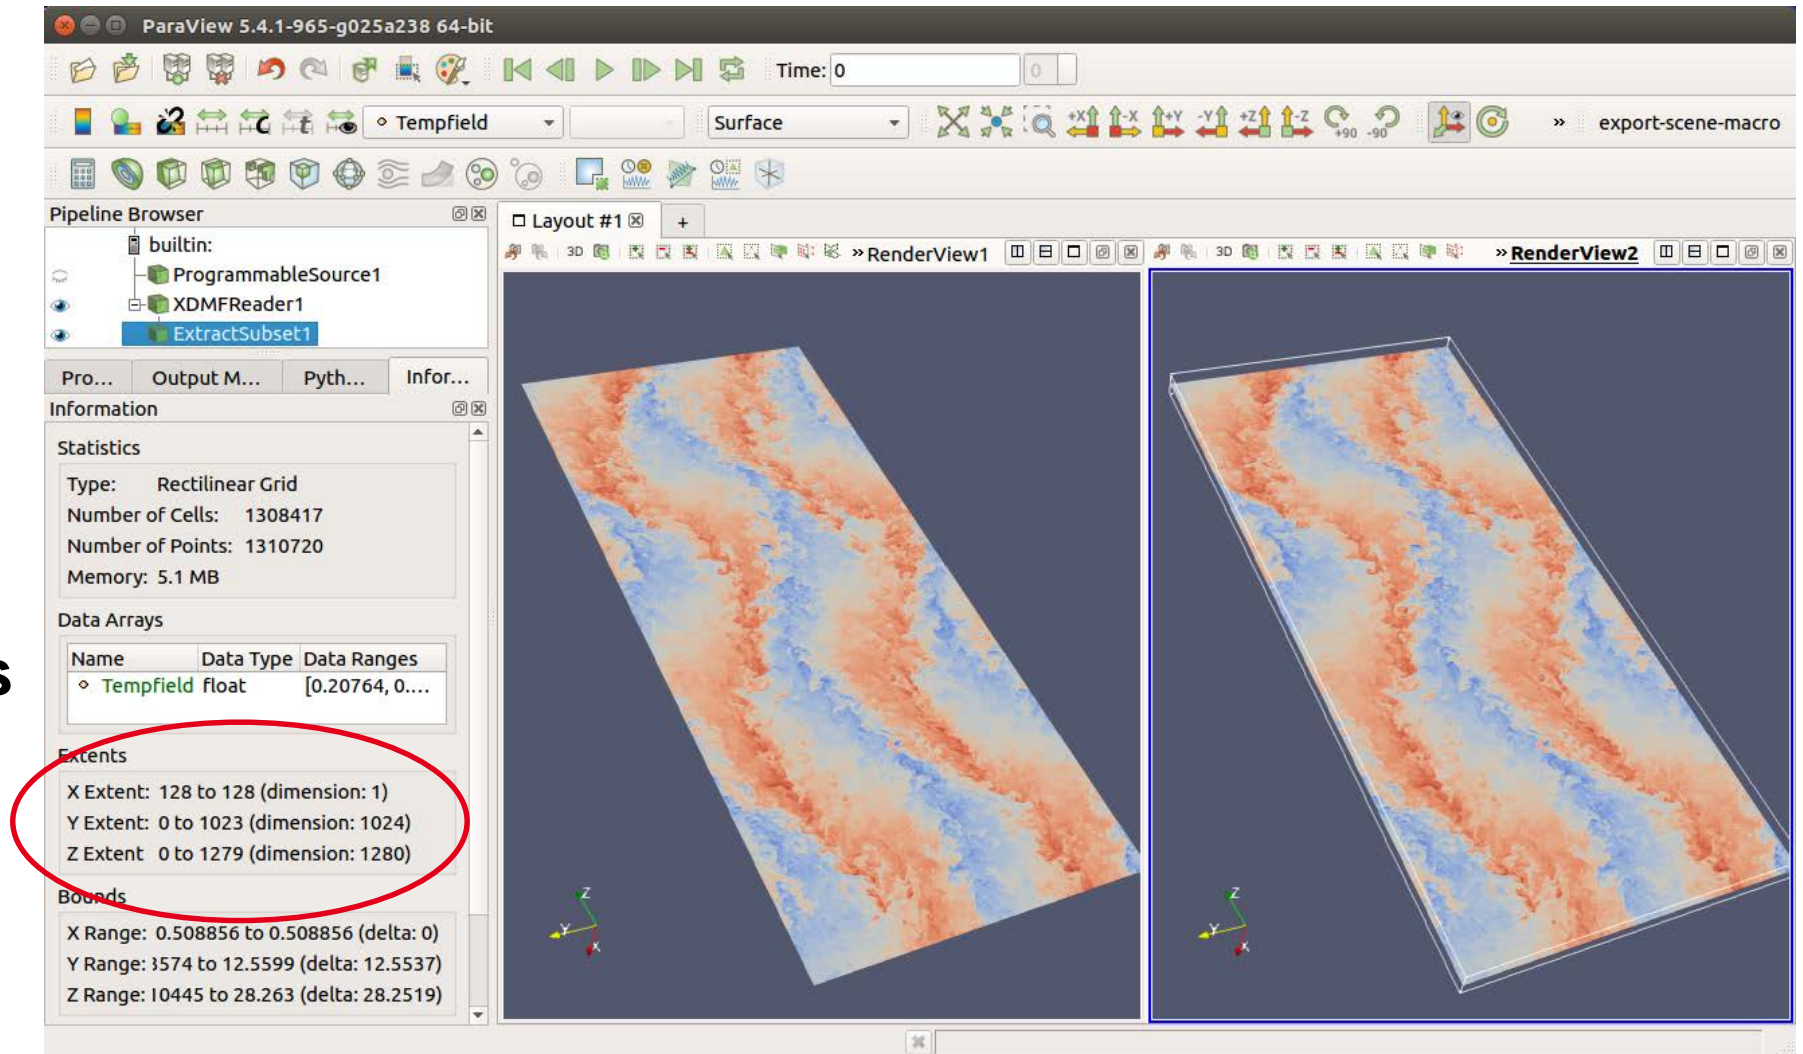 ParaView 5.4.1-965-g025a238 64-bit
Time: 0 0
Tempfield Surface +X -X +Y -Y +Z -Z +90 -90 » export-scene-macro
Pipeline Browser
Layout #1 +
builtin:
3D » RenderView1
3D » RenderView2
ProgrammableSource1
XDMFReader1
ExtractSubset1
Pro... Output M... Pyth... Infor...
Information
Statistics
Type: Rectilinear Grid
Number of Cells: 1308417
Number of Points: 1310720
Memory: 5.1 MB
Data Arrays
Name Data Type Data Ranges
Tempfield float [0.20764, 0....
s
Extents
X Extent: 128 to 128 (dimension: 1)
Y Extent: 0 to 1023 (dimension: 1024)
Z Extent 0 to 1279 (dimension: 1280)
Bounds
X Range: 0.508856 to 0.508856 (delta: 0)
Y Range: 3574 to 12.5599 (delta: 12.5537)
Z Range: 10445 to 28.263 (delta: 28.2519)
Z
Y
X
Z
Y
X